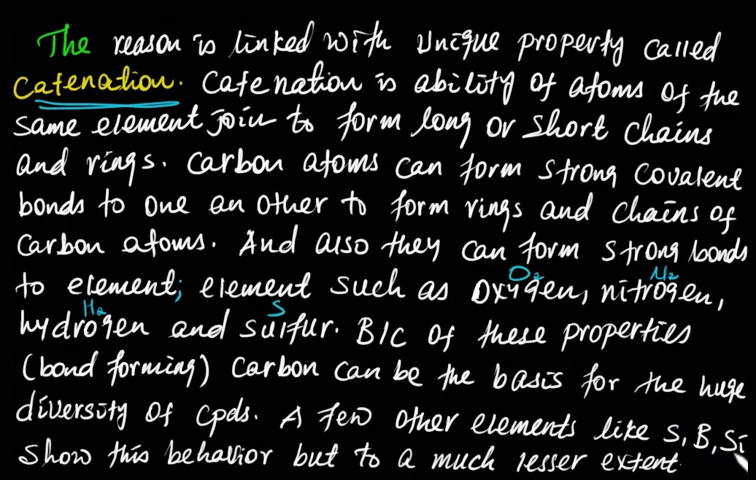 The reason is linked with unique property called
Catenation. Catenation is ability of atoms of the
same element join to form long or short chains
and rings. Carbon atoms can form strong covalent
bonds to one an other to form rings and chains of
carbon atoms. And also they can form strong bonds
O2 N2
to element; element such as Oxygen, nitrogen,
H2 S
hydrogen and sulfur. B/c of these properties
(bond forming) Carbon can be the basis for the huge
diversity of cpds. A few other elements like S, B, Si
show this behavior but to a much lesser extent.